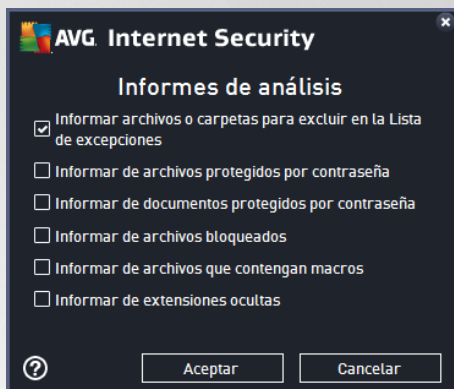 AVG. Internet Security
Informes de análisis
Informar archivos o carpetas para excluir en la Lista
de excepciones
Informar de archivos protegidos por contraseña
Informar de documentos protegidos por contraseña
Informar de archivos bloqueados
Informar de archivos que contengan macros
Informar de extensiones ocultas
?
Aceptar
Cancelar